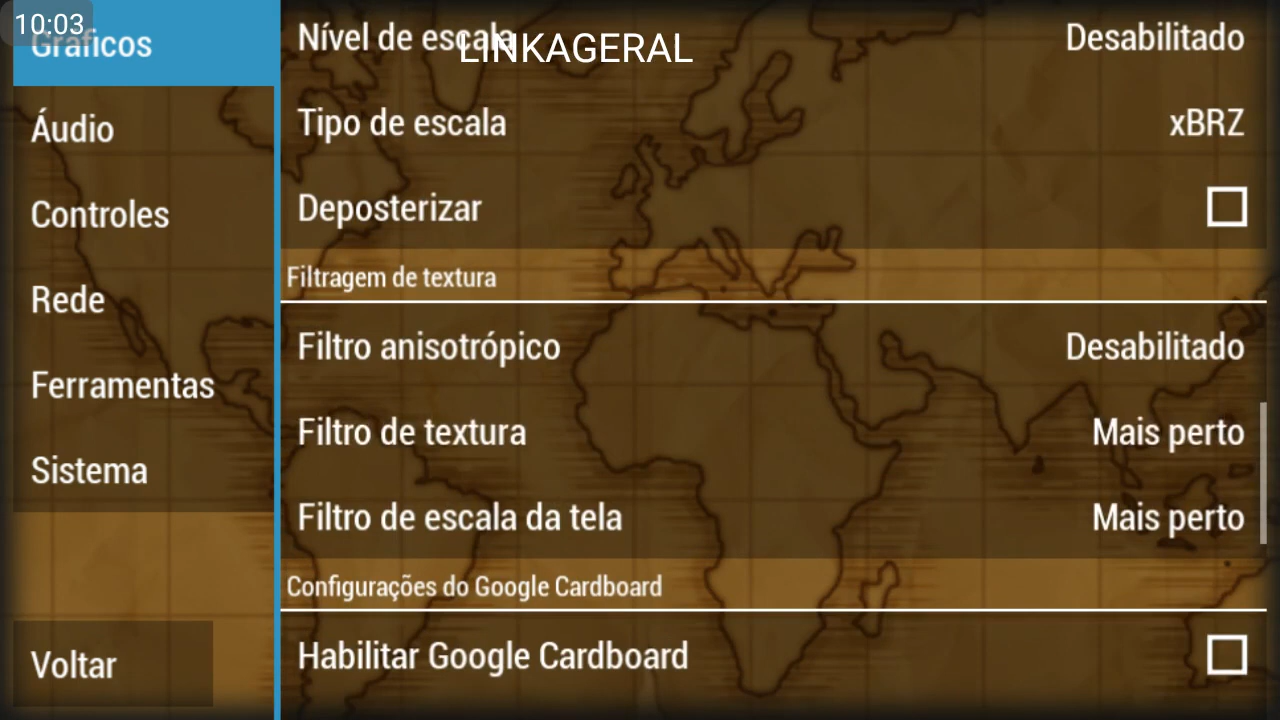 10:03
Gráficos
Áudio
Controles
Rede
Ferramentas
Sistema
Voltar
LINKAGERAL
Nível de escala Desabilitado
Tipo de escala xBRZ
Deposterizar
Filtragem de textura
Filtro anisotrópico Desabilitado
Filtro de textura Mais perto
Filtro de escala da tela Mais perto
Configurações do Google Cardboard
Habilitar Google Cardboard